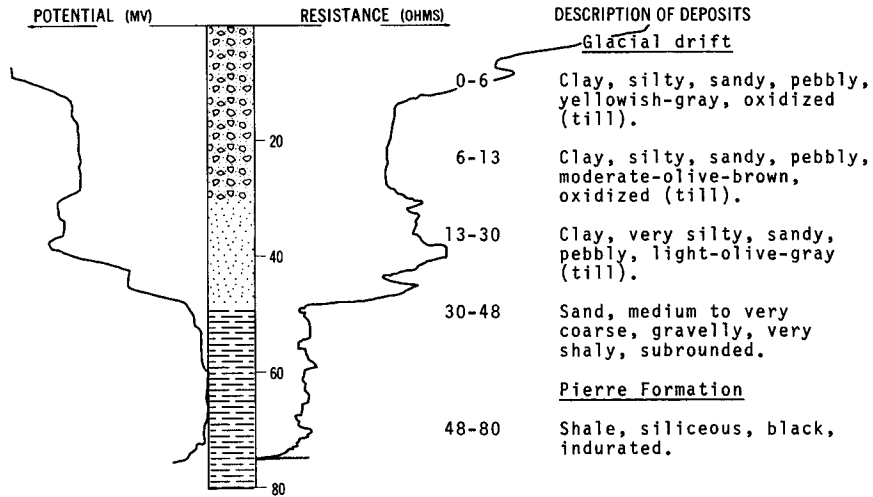 POTENTIAL (MV) RESISTANCE (OHMS) DESCRIPTION OF DEPOSITS
Glacial drift
0-6 Clay, silty, sandy, pebbly,
yellowish-gray, oxidized
(till).
20
6-13 Clay, silty, sandy, pebbly,
moderate-olive-brown,
oxidized (till).
13-30 Clay, very silty, sandy,
40 pebbly, light-olive-gray
(till).
30-48 Sand, medium to very
coarse, gravelly, very
shaly, subrounded.
60
Pierre Formation
48-80 Shale, siliceous, black,
indurated.
80